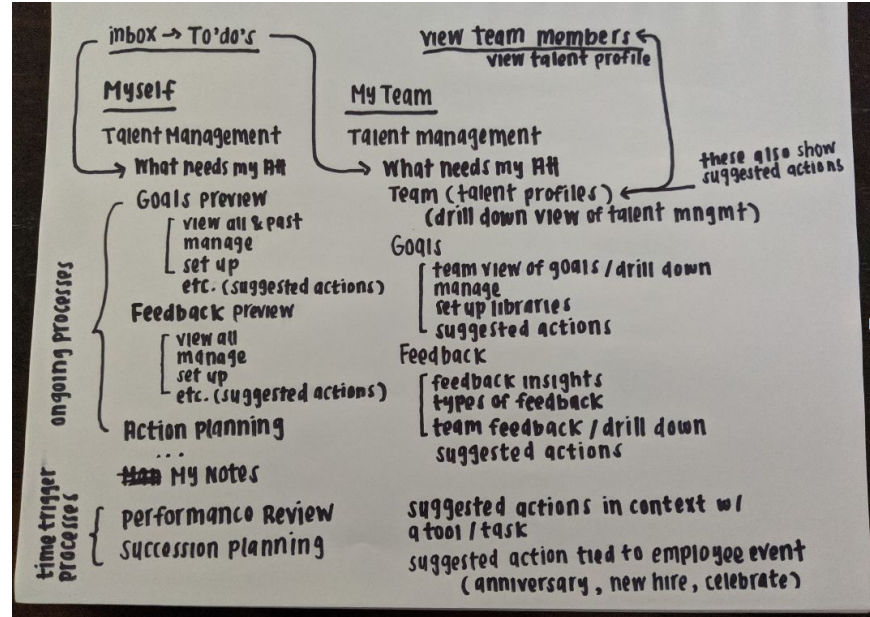 inbox → To'do's
view team members
view talent profile
Myself
Talent Management
What needs my Att
Goals preview
view all & past
manage
set up
etc. (suggested actions)
Feedback preview
view all
manage
set up
etc. (suggested actions)
Action Planning
...
My Notes
Performance Review
Succession Planning
ongoing processes
time trigger
processes
My Team
Talent management
What needs my Att
Team (talent profiles)
(drill down view of talent mngmt)
these also show
suggested actions
Goals
team view of goals / drill down
manage
set up libraries
suggested actions
Feedback
feedback insights
types of feedback
team feedback / drill down
suggested actions
suggested actions in context w/
a tool / task
suggested action tied to employee event
(anniversary, new hire, celebrate)